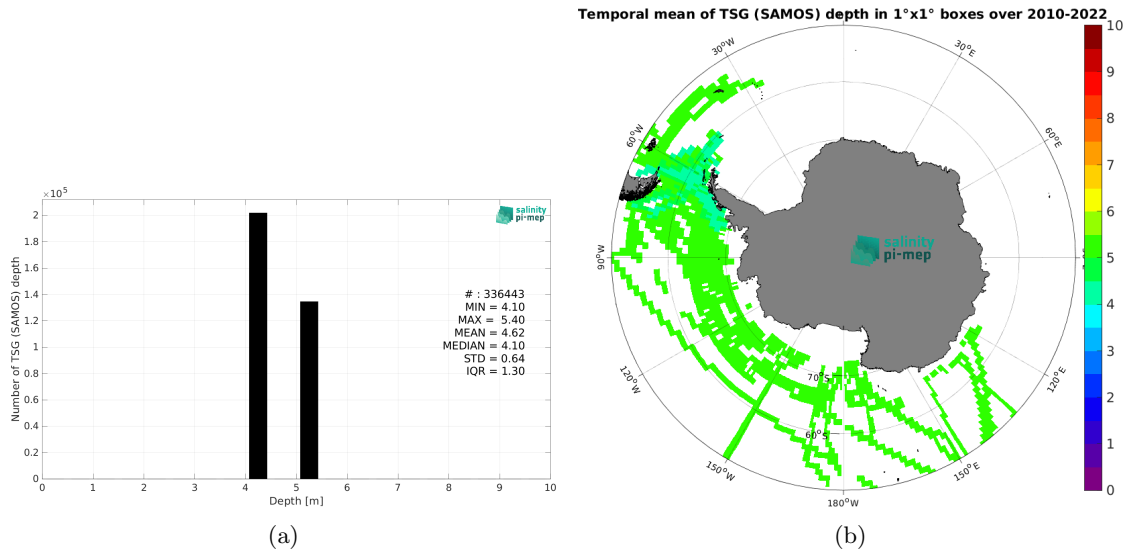 ×10⁵
2
1.8
1.6
1.4
1.2
1
0.8
0.6
0.4
0.2
0
0 1 2 3 4 5 6 7 8 9 10
Depth [m]
Number of TSG (SAMOS) depth
salinity
pi-mep
# : 336443
MIN = 4.10
MAX = 5.40
MEAN = 4.62
MEDIAN = 4.10
STD = 0.64
IQR = 1.30
(a)
Temporal mean of TSG (SAMOS) depth in 1°x1° boxes over 2010-2022
30°W
30°E
60°W
60°E
90°W
salinity
pi-mep
120°W
120°E
70°S
60°S
150°W
150°E
180°W
10
9
8
7
6
5
4
3
2
1
0
(b)